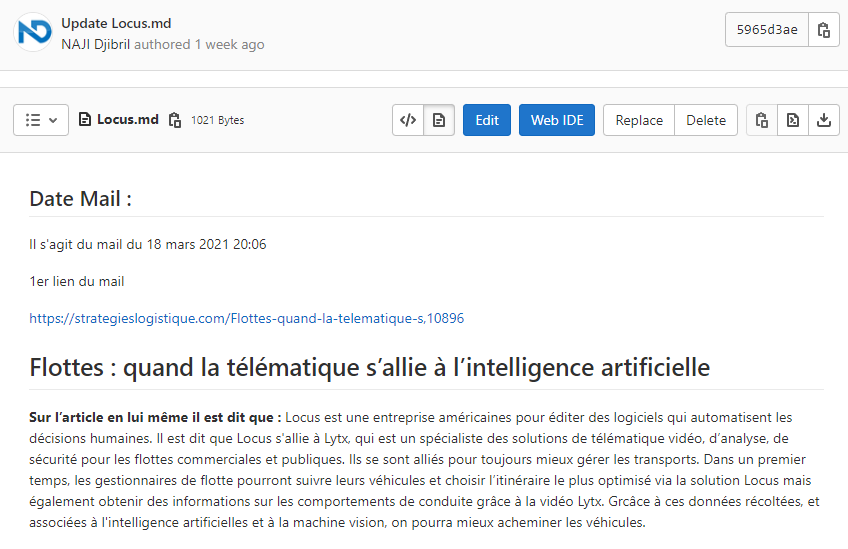 Update Locus.md
NAJI Djibril authored 1 week ago
5965d3ae
Locus.md 1021 Bytes
Edit
Web IDE
Replace
Delete
Date Mail :
Il s'agit du mail du 18 mars 2021 20:06
1er lien du mail
https://strategieslogistique.com/Flottes-quand-la-telematique-s,10896
Flottes : quand la télématique s’allie à l’intelligence artificielle
Sur l’article en lui même il est dit que : Locus est une entreprise américaines pour éditer des logiciels qui automatisent les
décisions humaines. Il est dit que Locus s'allie à Lytx, qui est un spécialiste des solutions de télématique vidéo, d’analyse, de
sécurité pour les flottes commerciales et publiques. Ils se sont alliés pour toujours mieux gérer les transports. Dans un premier
temps, les gestionnaires de flotte pourront suivre leurs véhicules et choisir l’itinéraire le plus optimisé via la solution Locus mais
également obtenir des informations sur les comportements de conduite grâce à la vidéo Lytx. Grcâce à ces données récoltées, et
associées à l'intelligence artificielles et à la machine vision, on pourra mieux acheminer les véhicules.